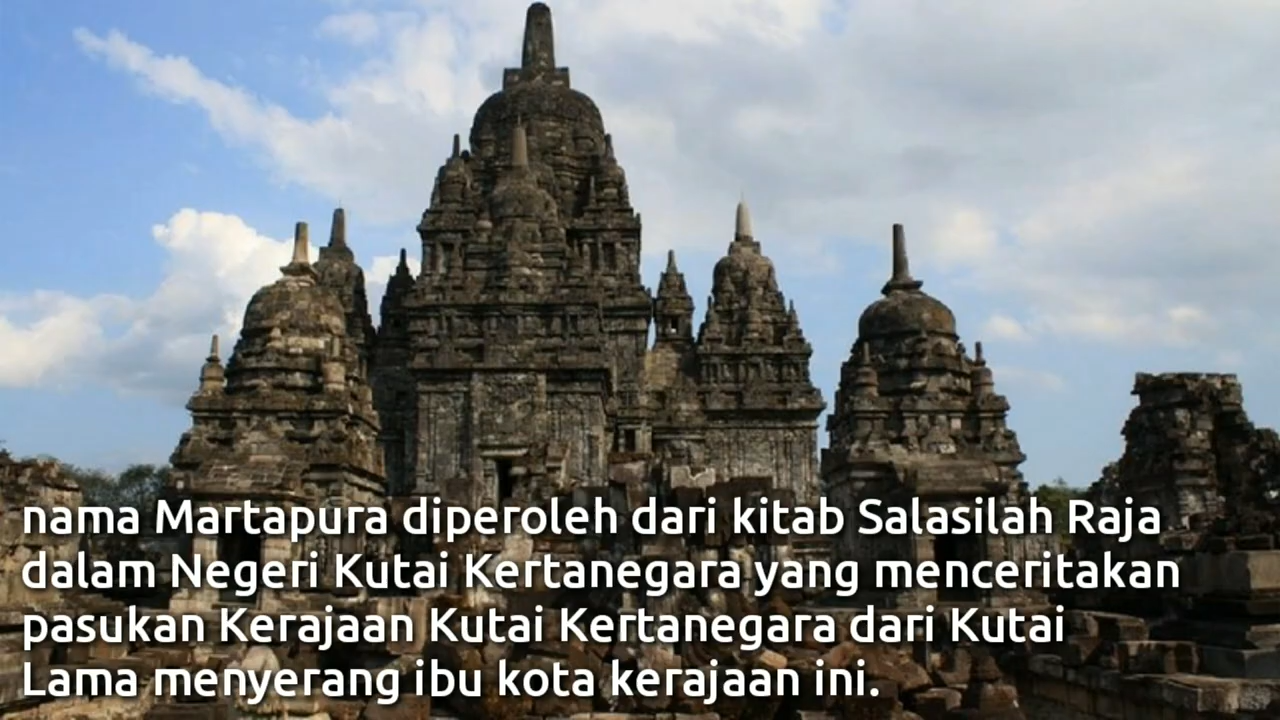 nama Martapura diperoleh dari kitab Salasilah Raja
dalam Negeri Kutai Kertanegara yang menceritakan
pasukan Kerajaan Kutai Kertanegara dari Kutai
Lama menyerang ibu kota kerajaan ini.